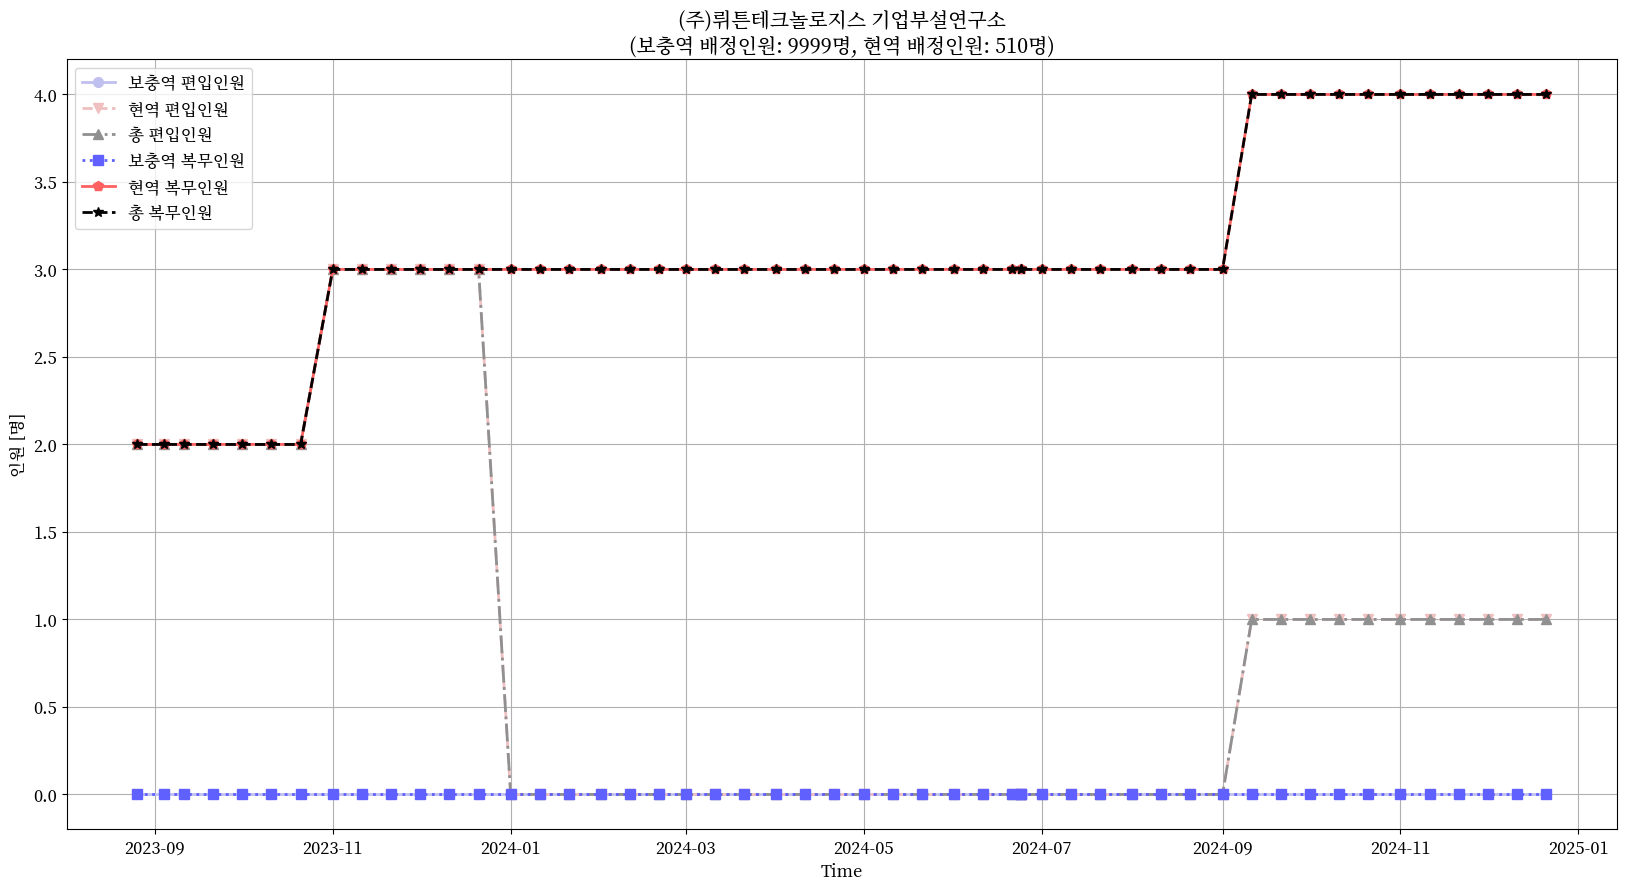 (주)뤼튼테크놀로지스 기업부설연구소
(보충역 배정인원: 9999명, 현역 배정인원: 510명)
보충역 편입인원
현역 편입인원
총 편입인원
보충역 복무인원
현역 복무인원
총 복무인원
4.0
3.5
3.0
2.5
2.0
1.5
1.0
0.5
0.0
인원 [명]
2023-09 2023-11 2024-01 2024-03 2024-05 2024-07 2024-09 2024-11 2025-01
Time